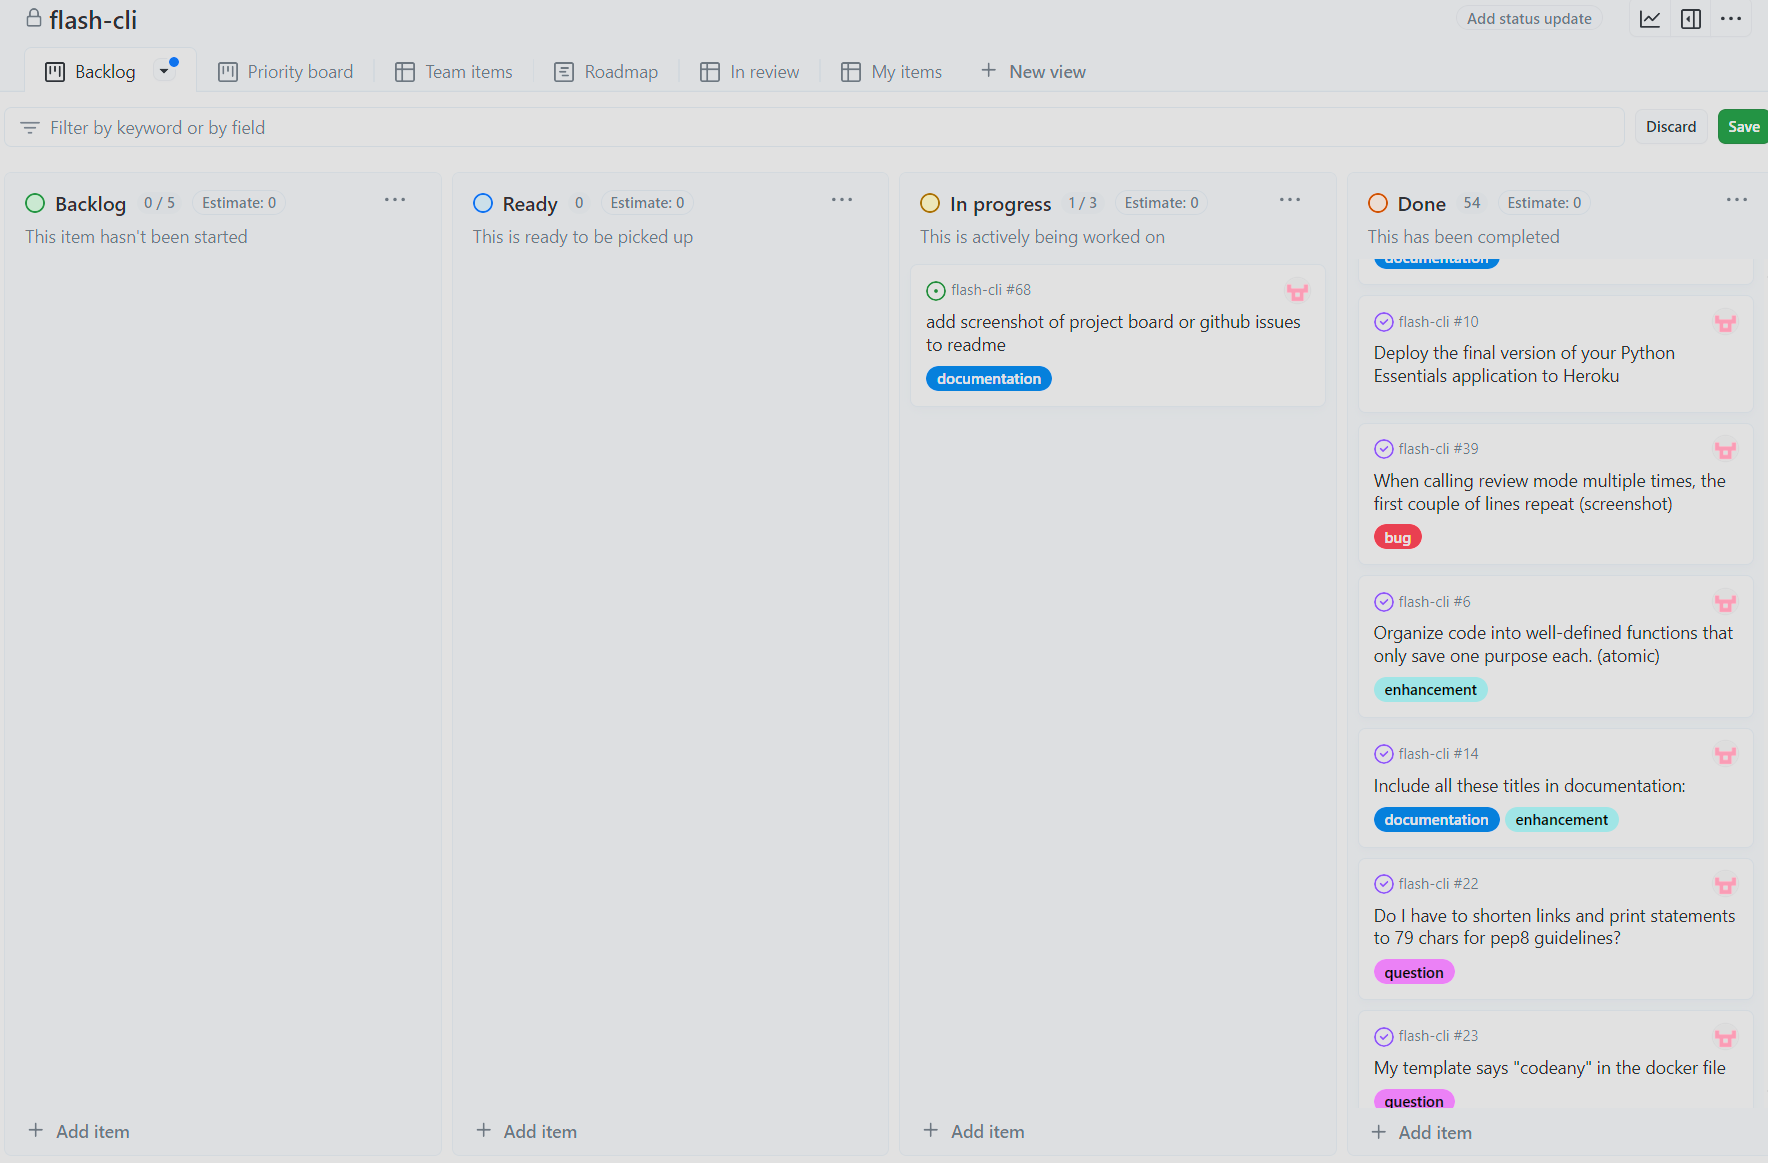 flash-cli
Add status update
Backlog
Priority board
Team items
Roadmap
In review
My items
New view
Filter by keyword or by field
Discard
Save
Backlog 0 / 5 Estimate: 0
This item hasn't been started
Add item
Ready 0 Estimate: 0
This is ready to be picked up
Add item
In progress 1 / 3 Estimate: 0
This is actively being worked on
flash-cli #68
add screenshot of project board or github issues
to readme
documentation
Add item
Done 54 Estimate: 0
This has been completed
documentation
flash-cli #10
Deploy the final version of your Python
Essentials application to Heroku
flash-cli #39
When calling review mode multiple times, the
first couple of lines repeat (screenshot)
bug
flash-cli #6
Organize code into well-defined functions that
only save one purpose each. (atomic)
enhancement
flash-cli #14
Include all these titles in documentation:
documentation enhancement
flash-cli #22
Do I have to shorten links and print statements
to 79 chars for pep8 guidelines?
question
flash-cli #23
My template says "codeany" in the docker file
question
Add item